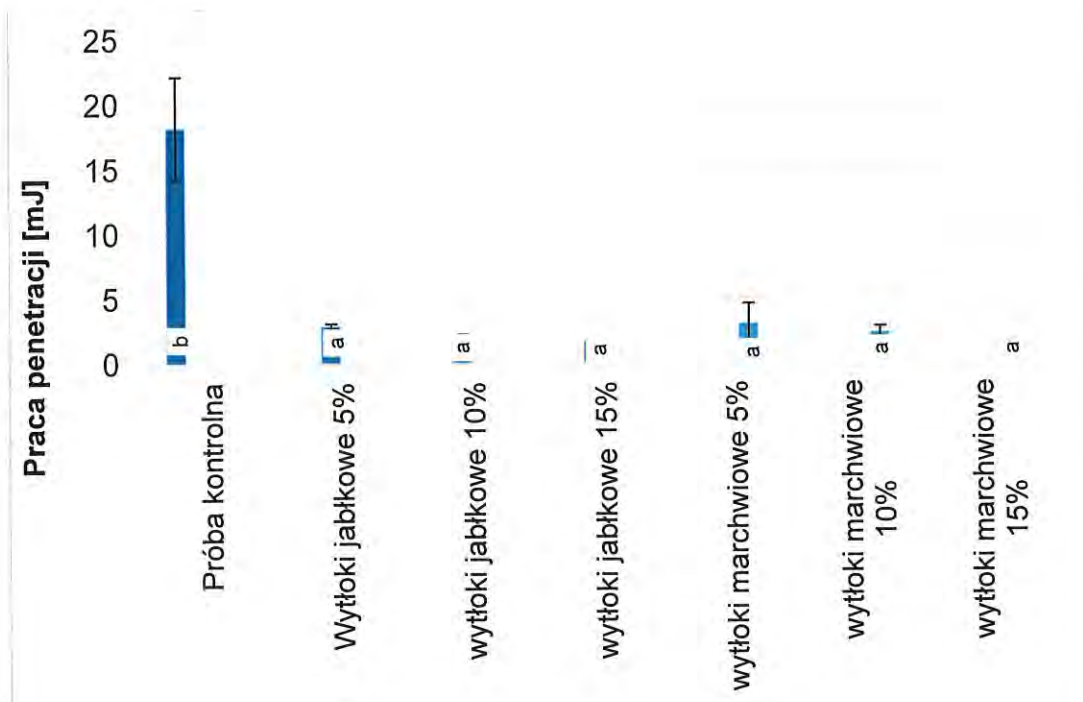 Praca penetracji [mJ]
25
20
15
10
5
0
b
a
a
a
a
a
a
Próba kontrolna
Wytłoki jabłkowe 5%
wytłoki jabłkowe 10%
wytłoki jabłkowe 15%
wytłoki marchwiowe 5%
wytłoki marchwiowe
10%
wytłoki marchwiowe
15%